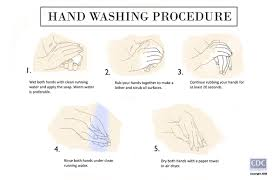 HAND WASHING PROCEDURE
1.
Wet both hands with clean running
water and apply the soap. Warm water
is preferable.
2.
Rub your hands together to make a
lather and scrub all surfaces.
3.
Continue rubbing your hands for
at least 20 seconds.
4.
Rinse both hands under clean
running water.
5.
Dry both hands with a paper towel
or air dryer.
CDC